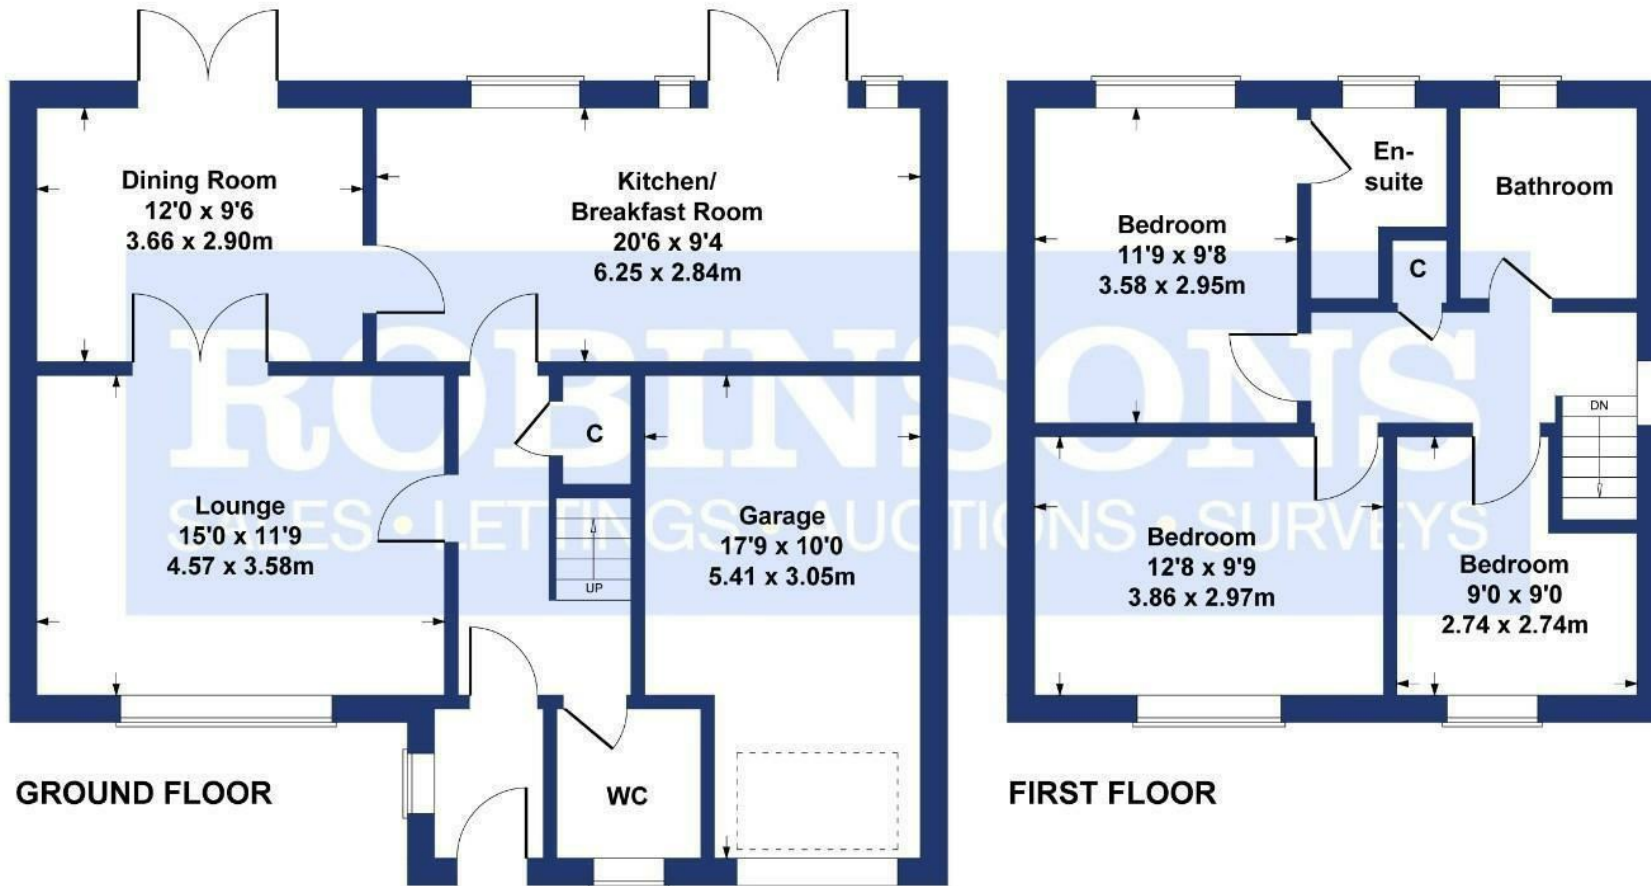 Dining Room
12'0 x 9'6
3.66 x 2.90m
Kitchen/
Breakfast Room
20'6 x 9'4
6.25 x 2.84m
Lounge
15'0 x 11'9
4.57 x 3.58m
C
UP
Garage
17'9 x 10'0
5.41 x 3.05m
WC
GROUND FLOOR
Bedroom
11'9 x 9'8
3.58 x 2.95m
En-
suite
Bathroom
C
DN
Bedroom
12'8 x 9'9
3.86 x 2.97m
Bedroom
9'0 x 9'0
2.74 x 2.74m
FIRST FLOOR
ROBINSONS
SALES • LETTINGS • AUCTIONS • SURVEYS